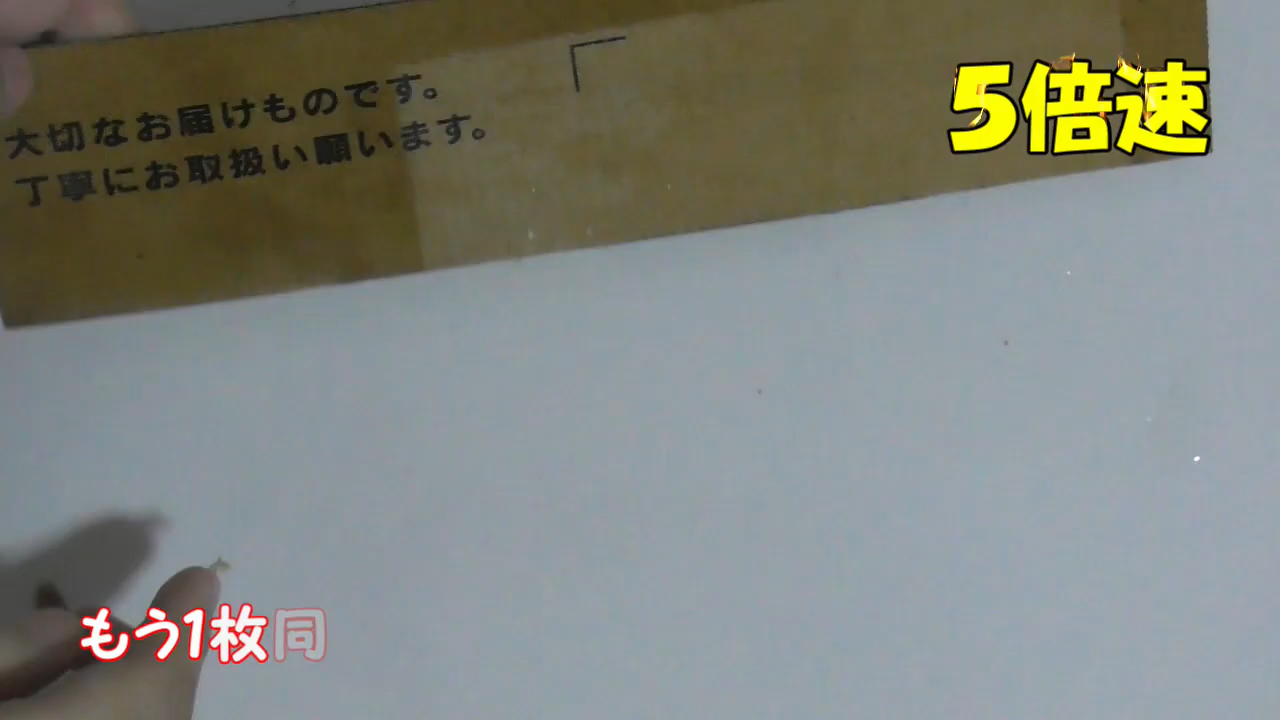 5倍速
大切なお届けものです。
丁寧にお取扱い願います。
もう1枚同